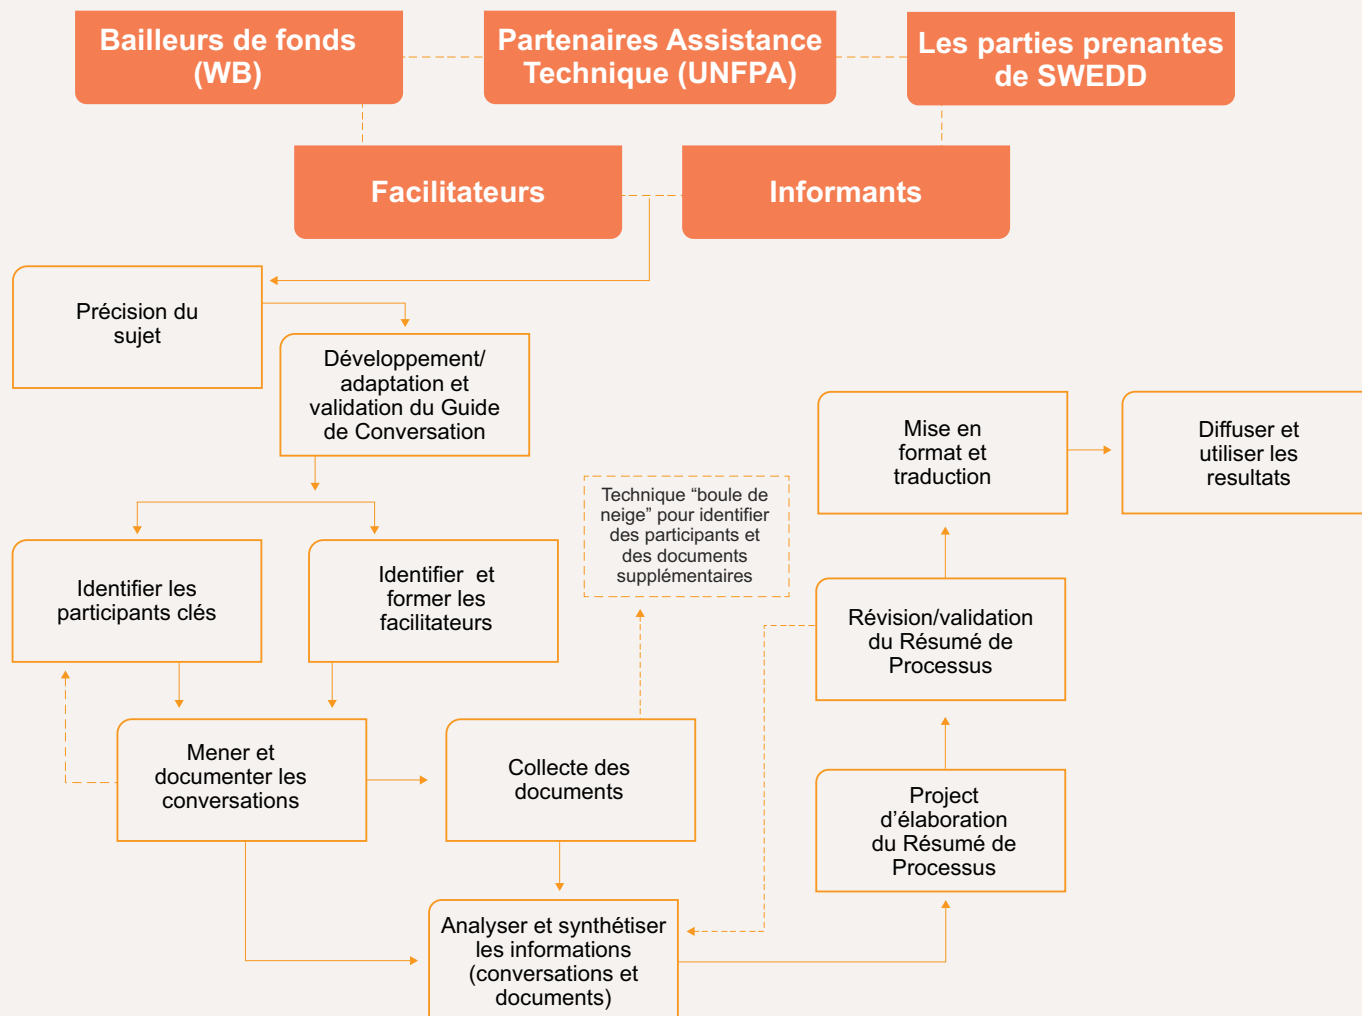 Bailleurs de fonds
(WB)
Partenaires Assistance
Technique (UNFPA)
Les parties prenantes
de SWEDD
Facilitateurs
Informants
Précision du
sujet
Développement/
adaptation et
validation du Guide
de Conversation
Identifier les
participants clés
Identifier et
former les
facilitateurs
Mener et
documenter les
conversations
Collecte des
documents
Technique “boule de
neige” pour identifier
des participants et
des documents
supplémentaires
Analyser et synthétiser
les informations
(conversations et
documents)
Project
d’élaboration
du Résumé de
Processus
Révision/validation
du Résumé de
Processus
Mise en
format et
traduction
Diffuser et
utiliser les
resultats